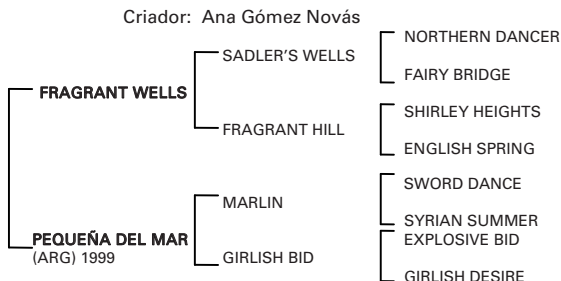 Criador: Ana Gómez Novás
NORTHERN DANCER
SADLER'S WELLS
FAIRY BRIDGE
FRAGRANT WELLS
SHIRLEY HEIGHTS
FRAGRANT HILL
ENGLISH SPRING
SWORD DANCE
MARLIN
SYRIAN SUMMER
PEQUEÑA DEL MAR
EXPLOSIVE BID
(ARG) 1999
GIRLISH BID
GIRLISH DESIRE